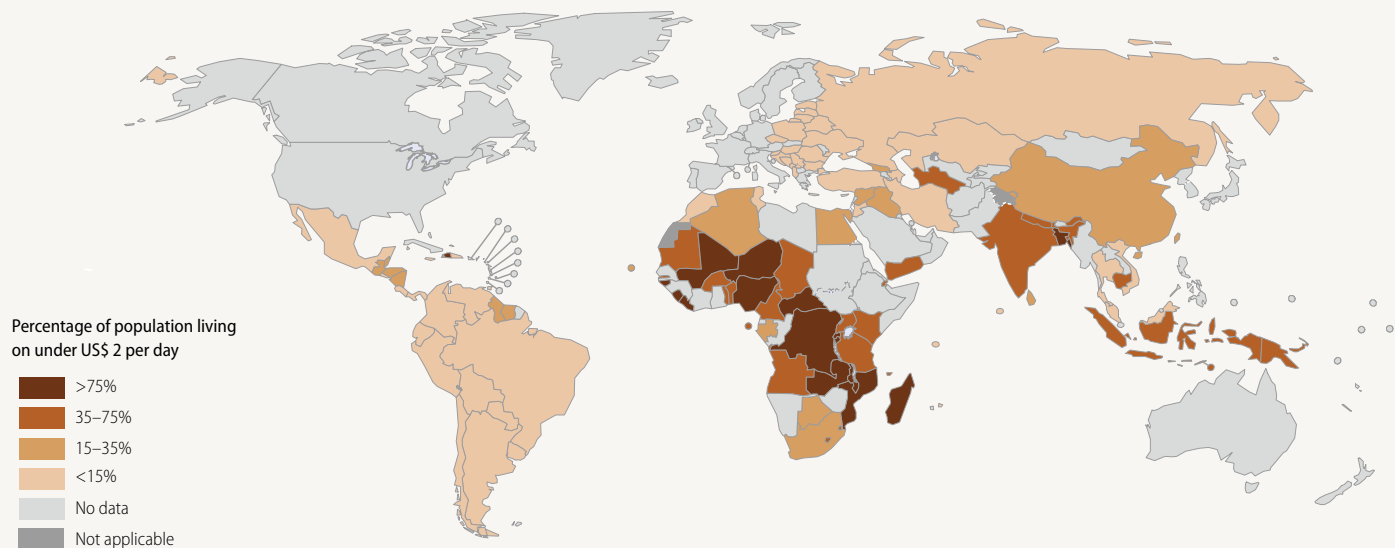 Percentage of population living
on under US$ 2 per day
>75%
35–75%
15–35%
<15%
No data
Not applicable